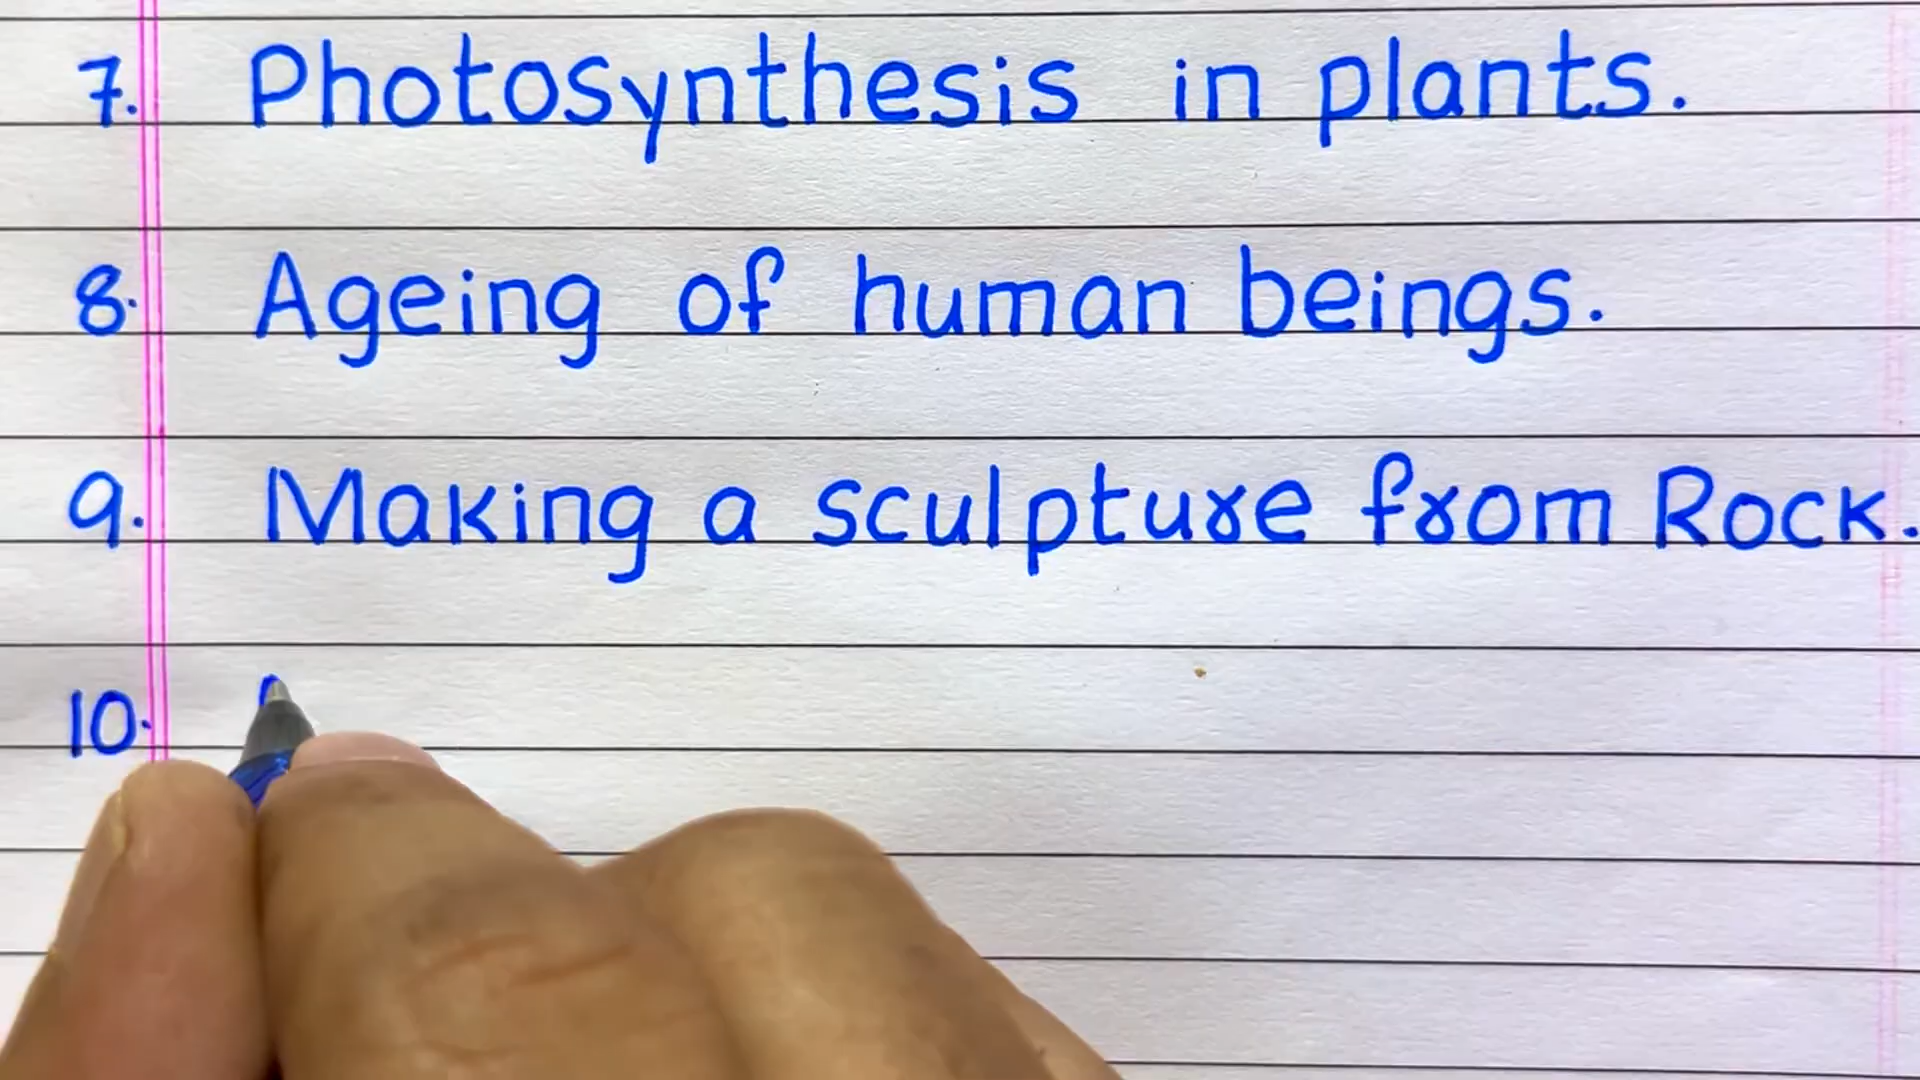 7. Photosynthesis in plants.
8. Ageing of human beings.
9. Making a sculpture from Rock.
10.